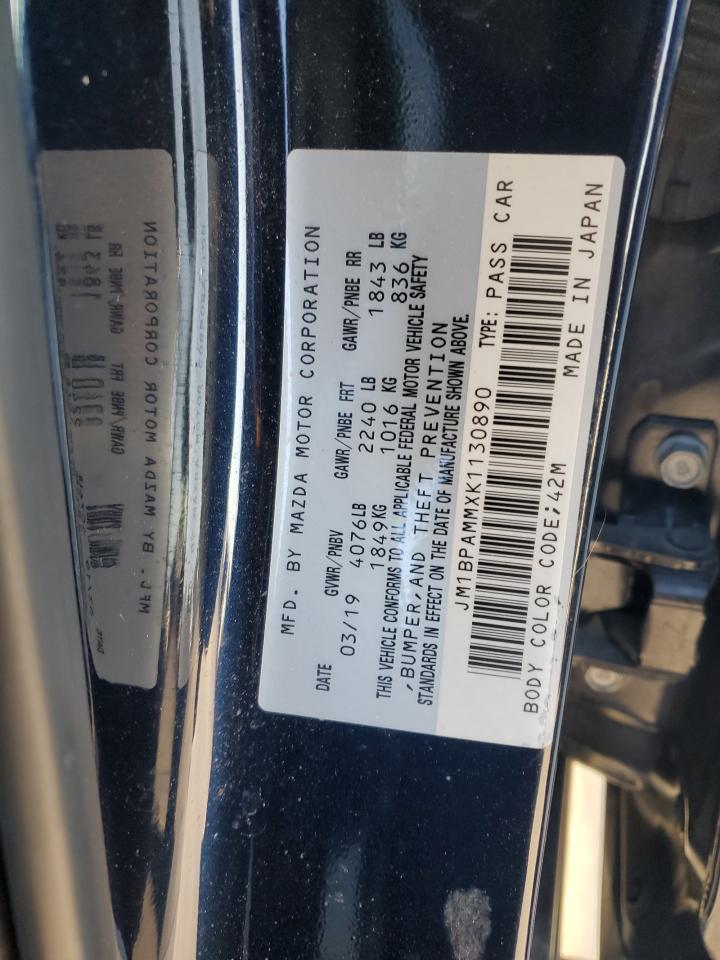 MFD. BY MAZDA MOTOR CORPORATION
DATE GVWR/PNBV GAWR/PNBE FRT GAWR/PNBE RR
03/19 4076LB 2240 LB 1843 LB
1849KG 1016 KG 836 KG
THIS VEHICLE CONFORMS TO ALL APPLICABLE FEDERAL MOTOR VEHICLE SAFETY
,BUMPER,AND THEFT PREVENTION
STANDARDS IN EFFECT ON THE DATE OF MANUFACTURE SHOWN ABOVE.
JM1BPAMMXK1130890 TYPE: PASS CAR
BODY COLOR CODE;42M MADE IN JAPAN